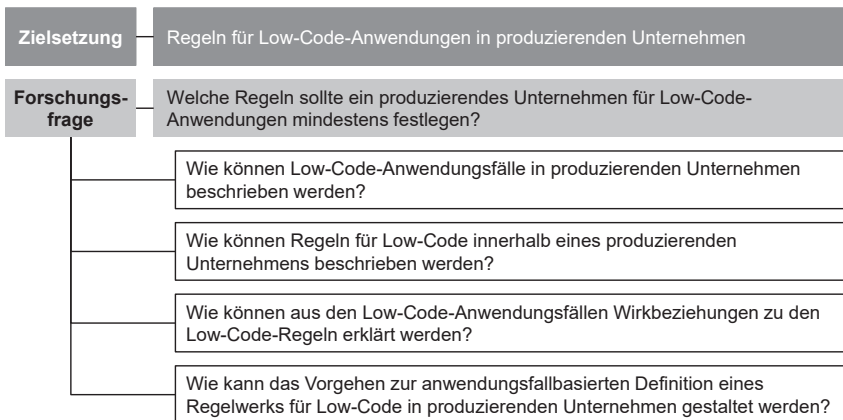 Zielsetzung
Regeln für Low-Code-Anwendungen in produzierenden Unternehmen
Forschungs-
frage
Welche Regeln sollte ein produzierendes Unternehmen für Low-Code-
Anwendungen mindestens festlegen?
Wie können Low-Code-Anwendungsfälle in produzierenden Unternehmen
beschrieben werden?
Wie können Regeln für Low-Code innerhalb eines produzierenden
Unternehmens beschrieben werden?
Wie können aus den Low-Code-Anwendungsfällen Wirkbeziehungen zu den
Low-Code-Regeln erklärt werden?
Wie kann das Vorgehen zur anwendungsfallbasierten Definition eines
Regelwerks für Low-Code in produzierenden Unternehmen gestaltet werden?